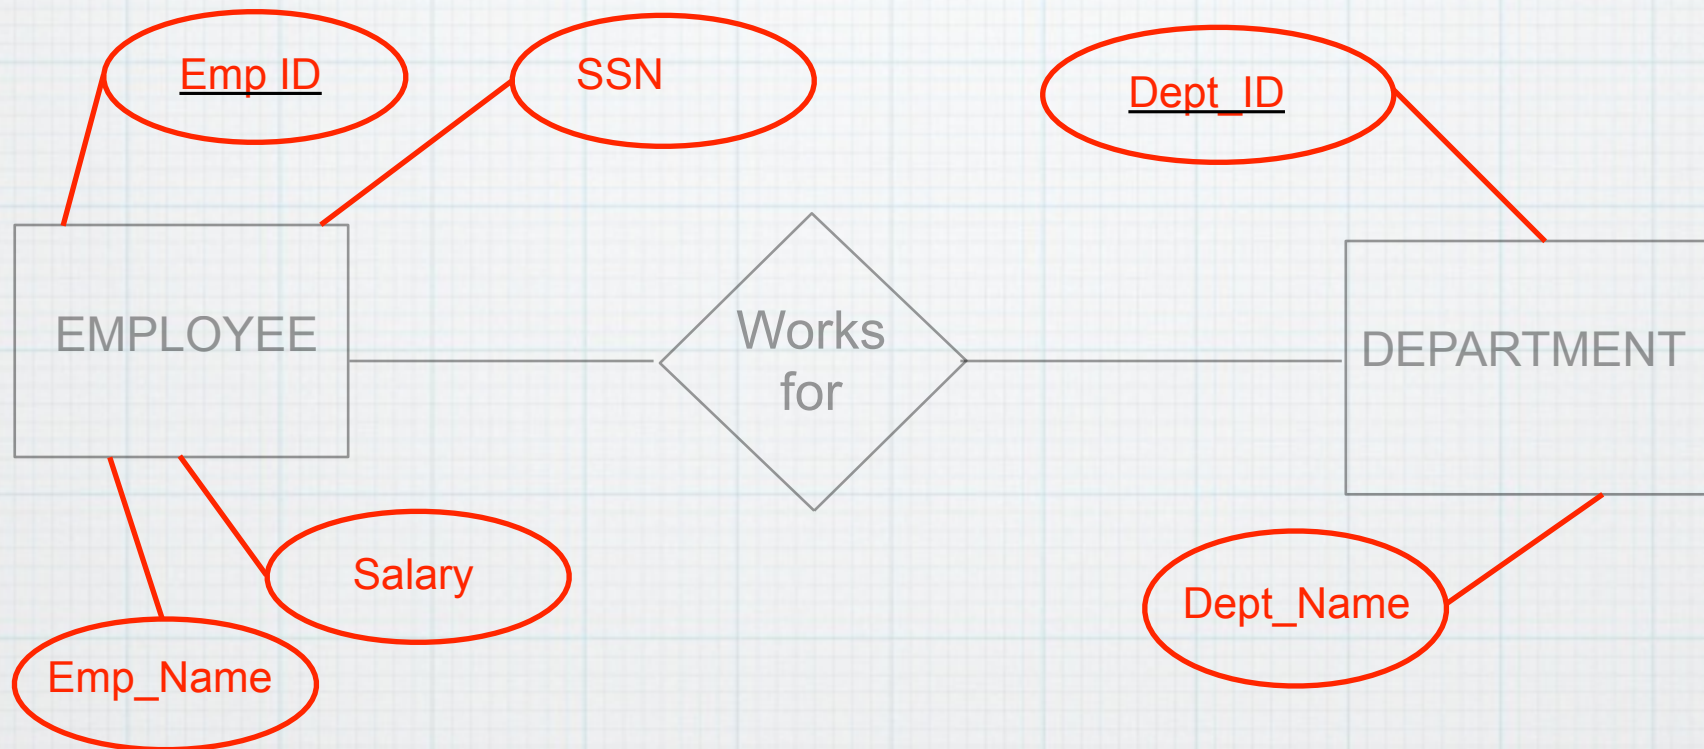 Emp ID
SSN
Dept_ID
EMPLOYEE
Works
for
DEPARTMENT
Salary
Dept_Name
Emp_Name